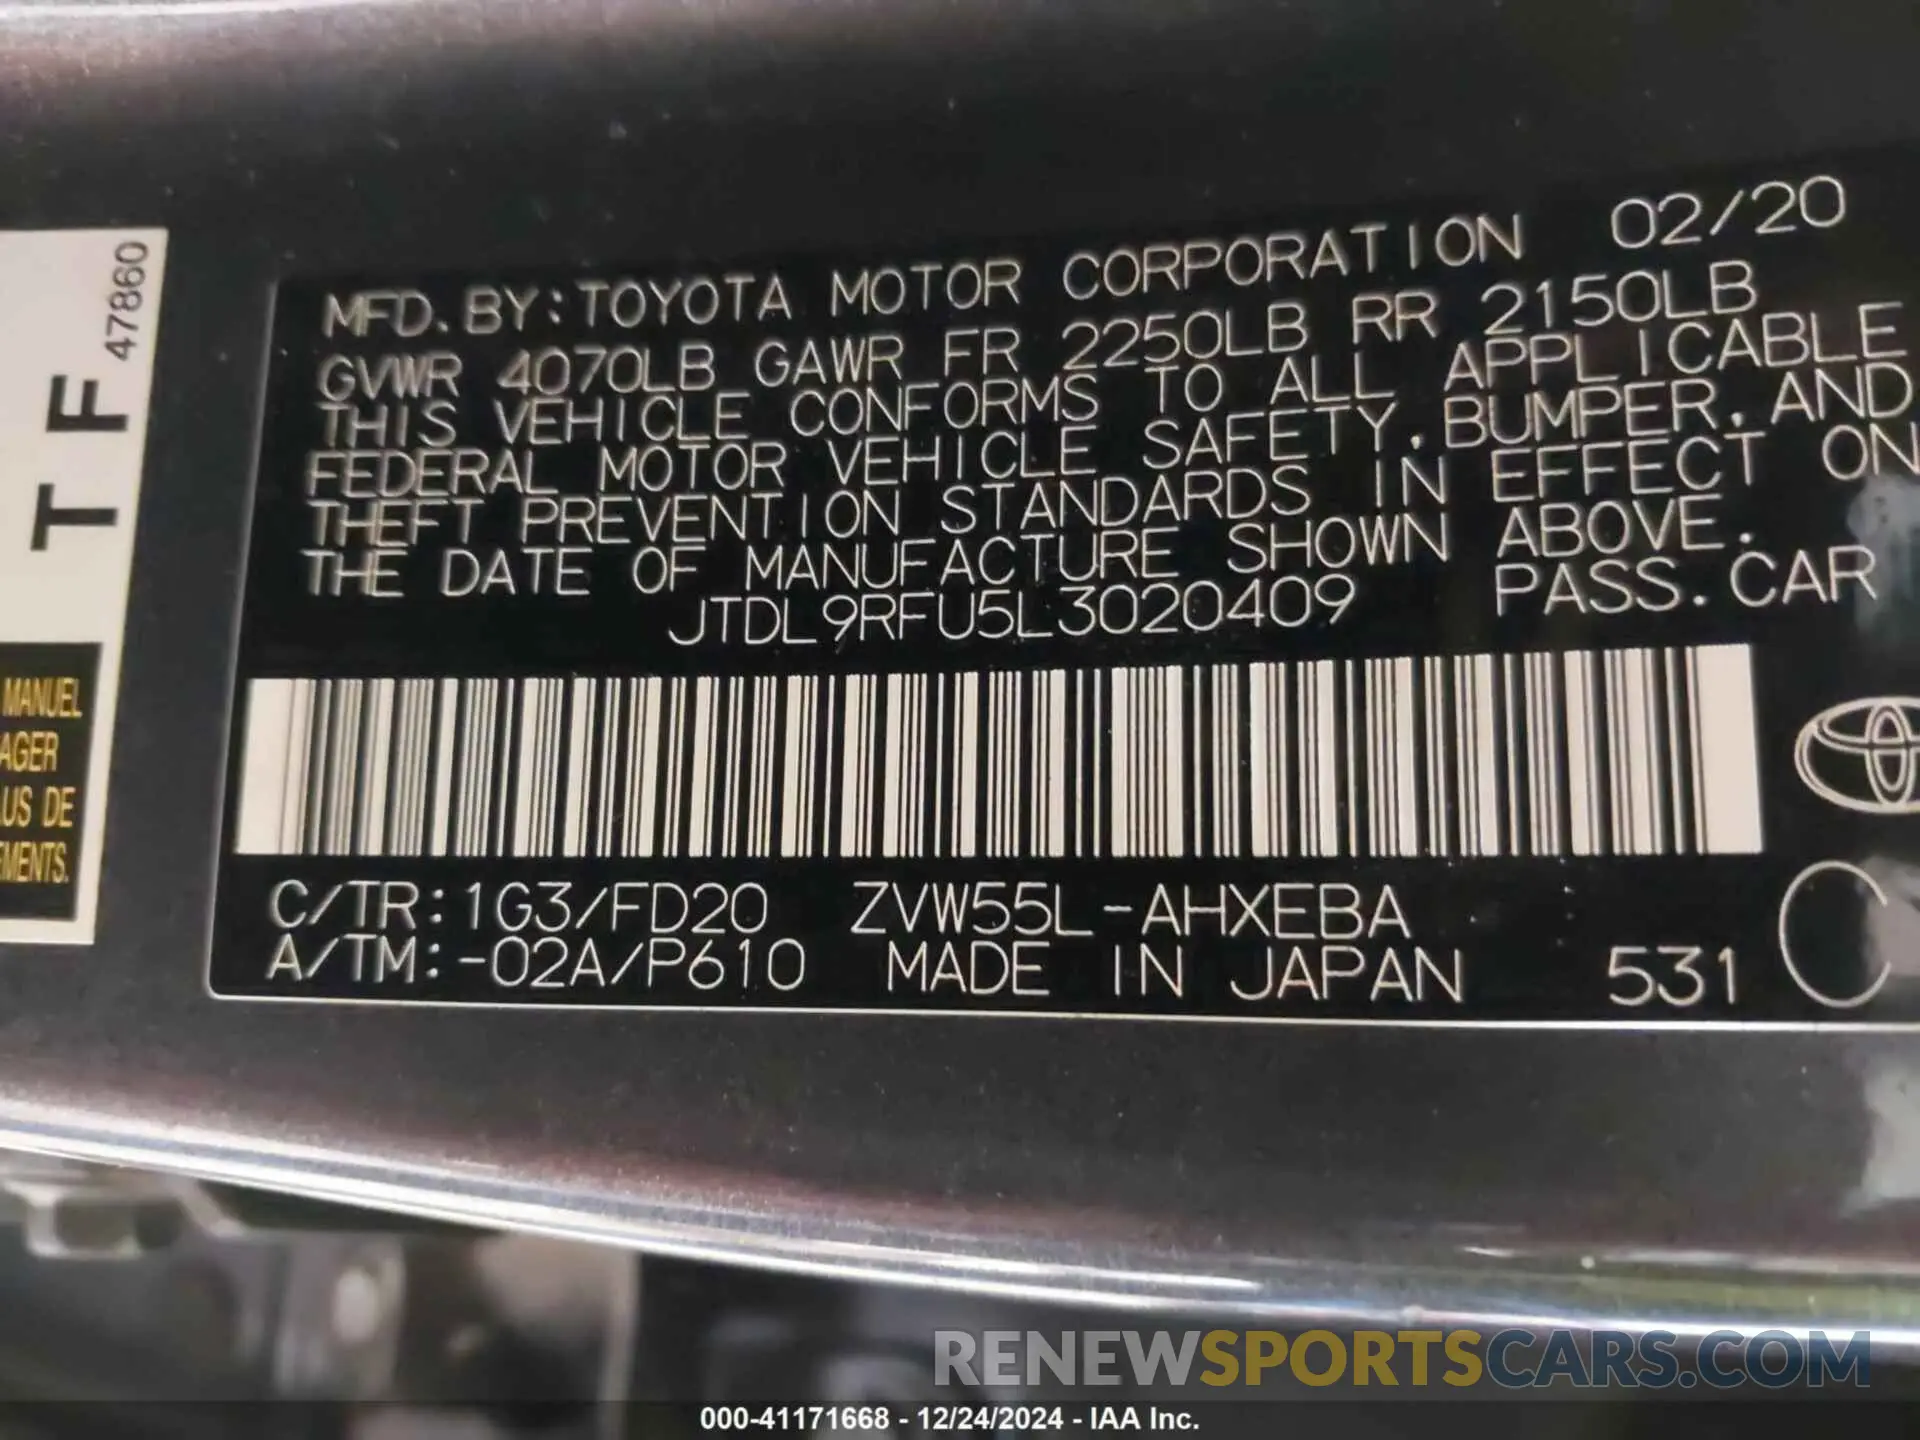 47860
T F
MANUEL
AGER
LUS DE
EMENTS.
MFD. BY: TOYOTA MOTOR CORPORATION 02/20
GVWR 4070LB GAWR FR 2250LB RR 2150LB
THIS VEHICLE CONFORMS TO ALL APPLICABLE
FEDERAL MOTOR VEHICLE SAFETY, BUMPER, AND
THEFT PREVENTION STANDARDS IN EFFECT ON
THE DATE OF MANUFACTURE SHOWN ABOVE.
JTDL9RFU5L3020409 PASS. CAR
C/TR: 1G3/FD20 ZVW55L-AHXEBA
A/TM: -02A/P610 MADE IN JAPAN 531
RENEWSPORTSCARS.COM
000-41171668 - 12/24/2024 - IAA Inc.